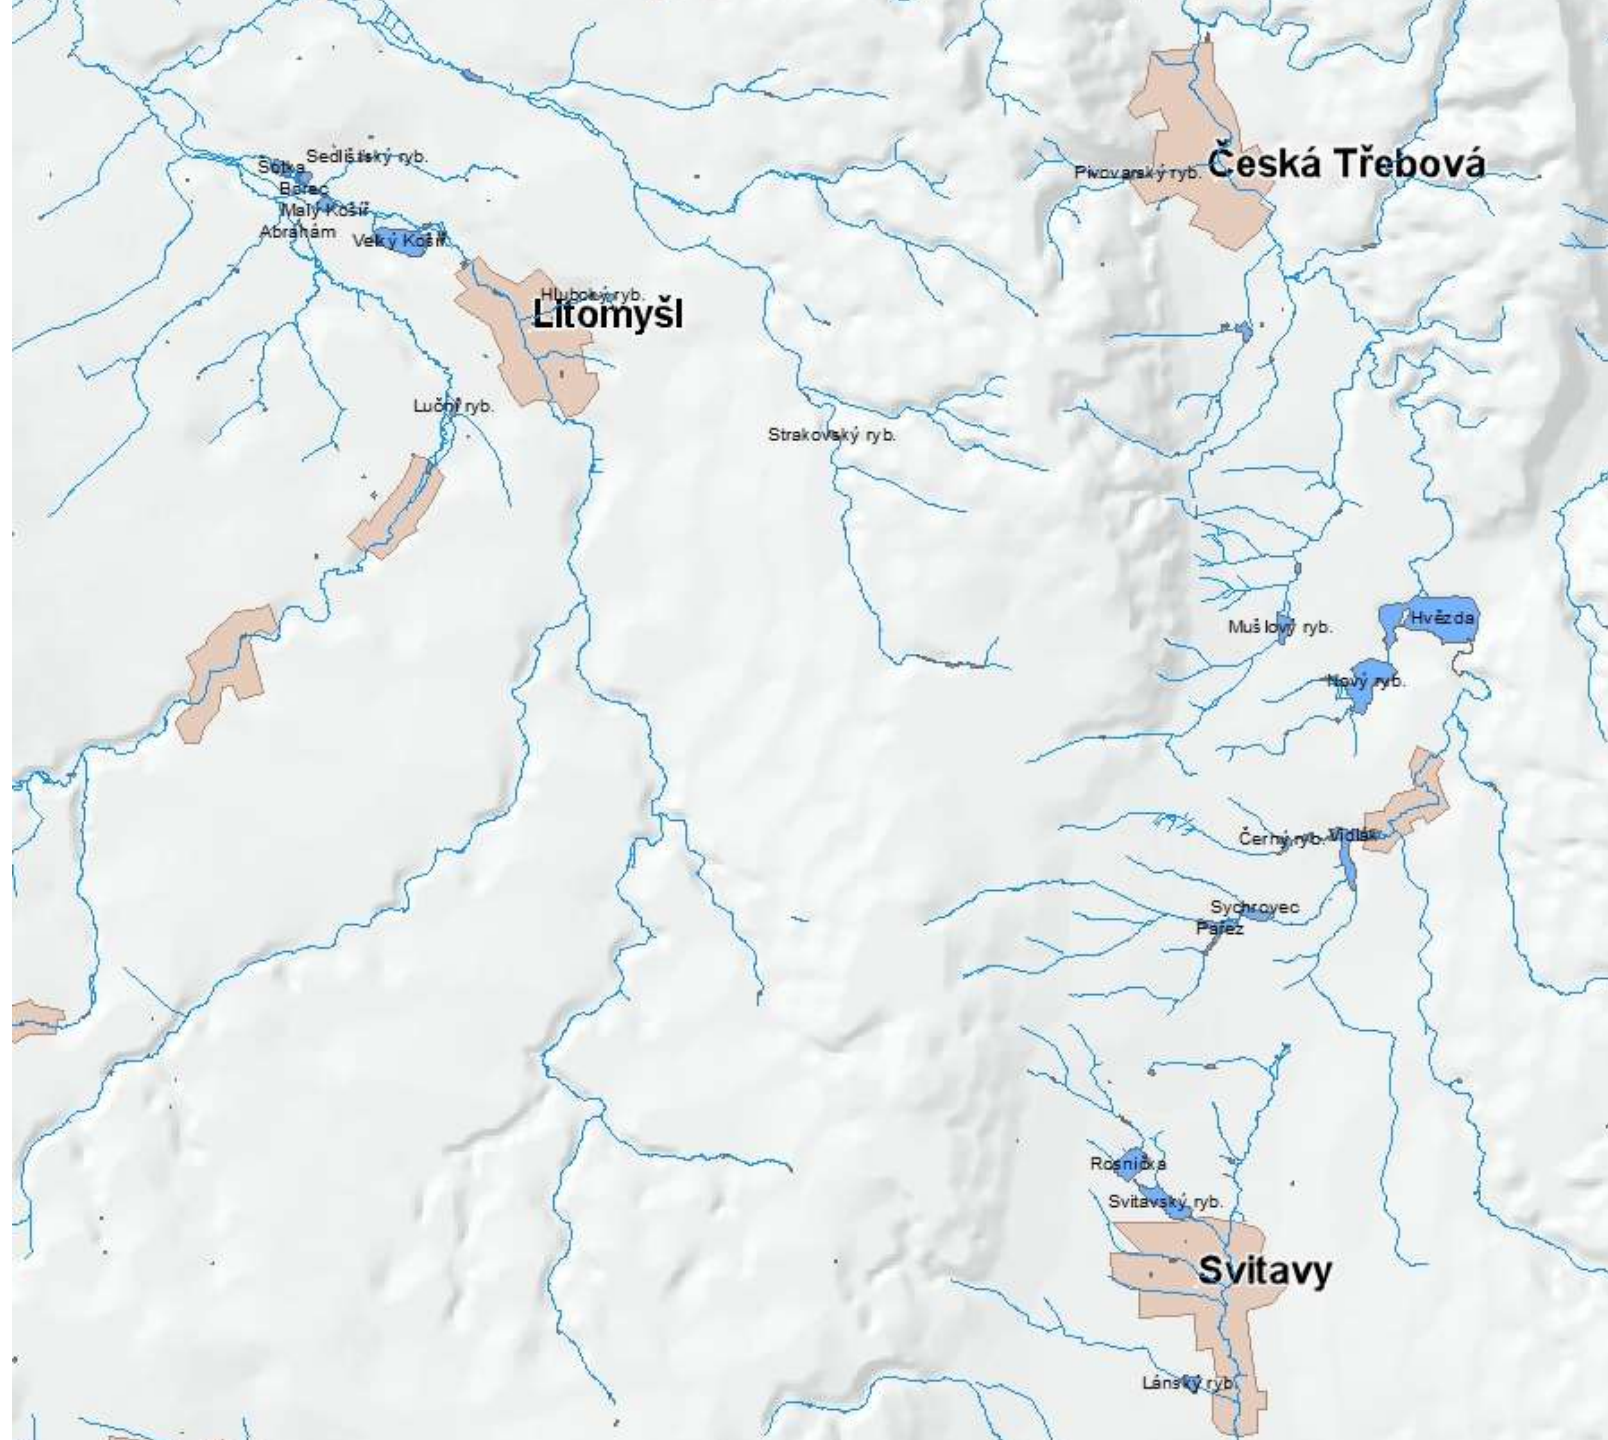 Sedlišťský ryb.
Šotka
Česká Třebová
Pivovarský ryb.
Barec
Malý Košíř
Abrahám
Velký Košíř
Hluboký ryb.
Litomyšl
Luční ryb.
Strakovský ryb.
Hvězda
Mušlový ryb.
Nový ryb.
Černý ryb.
Vidlák
Sychrovec
Pařez
Rosnička
Svitavský ryb.
Svitavy
Lánský ryb.